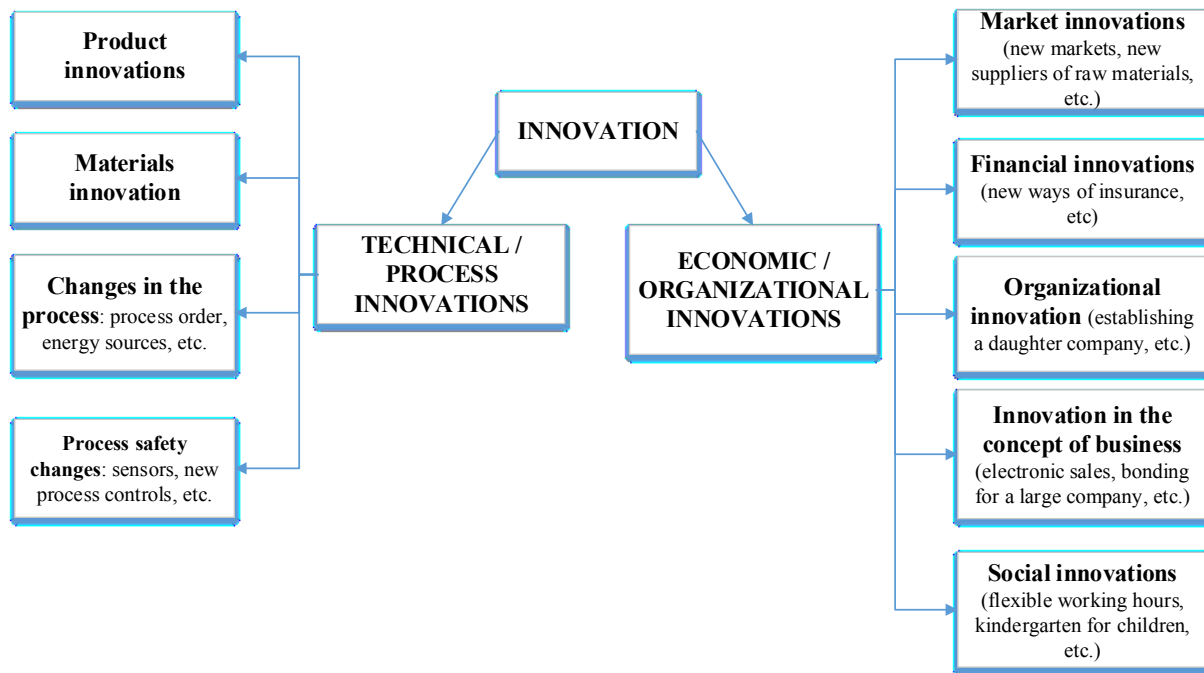 INNOVATION
TECHNICAL /
PROCESS
INNOVATIONS
Product
innovations
Materials
innovation
Changes in the
process: process order,
energy sources, etc.
Process safety
changes: sensors, new
process controls, etc.
ECONOMIC /
ORGANIZATIONAL
INNOVATIONS
Market innovations
(new markets, new
suppliers of raw materials,
etc.)
Financial innovations
(new ways of insurance,
etc)
Organizational
innovation (establishing
a daughter company, etc.)
Innovation in the
concept of business
(electronic sales, bonding
for a large company, etc.)
Social innovations
(flexible working hours,
kindergarten for children,
etc.)